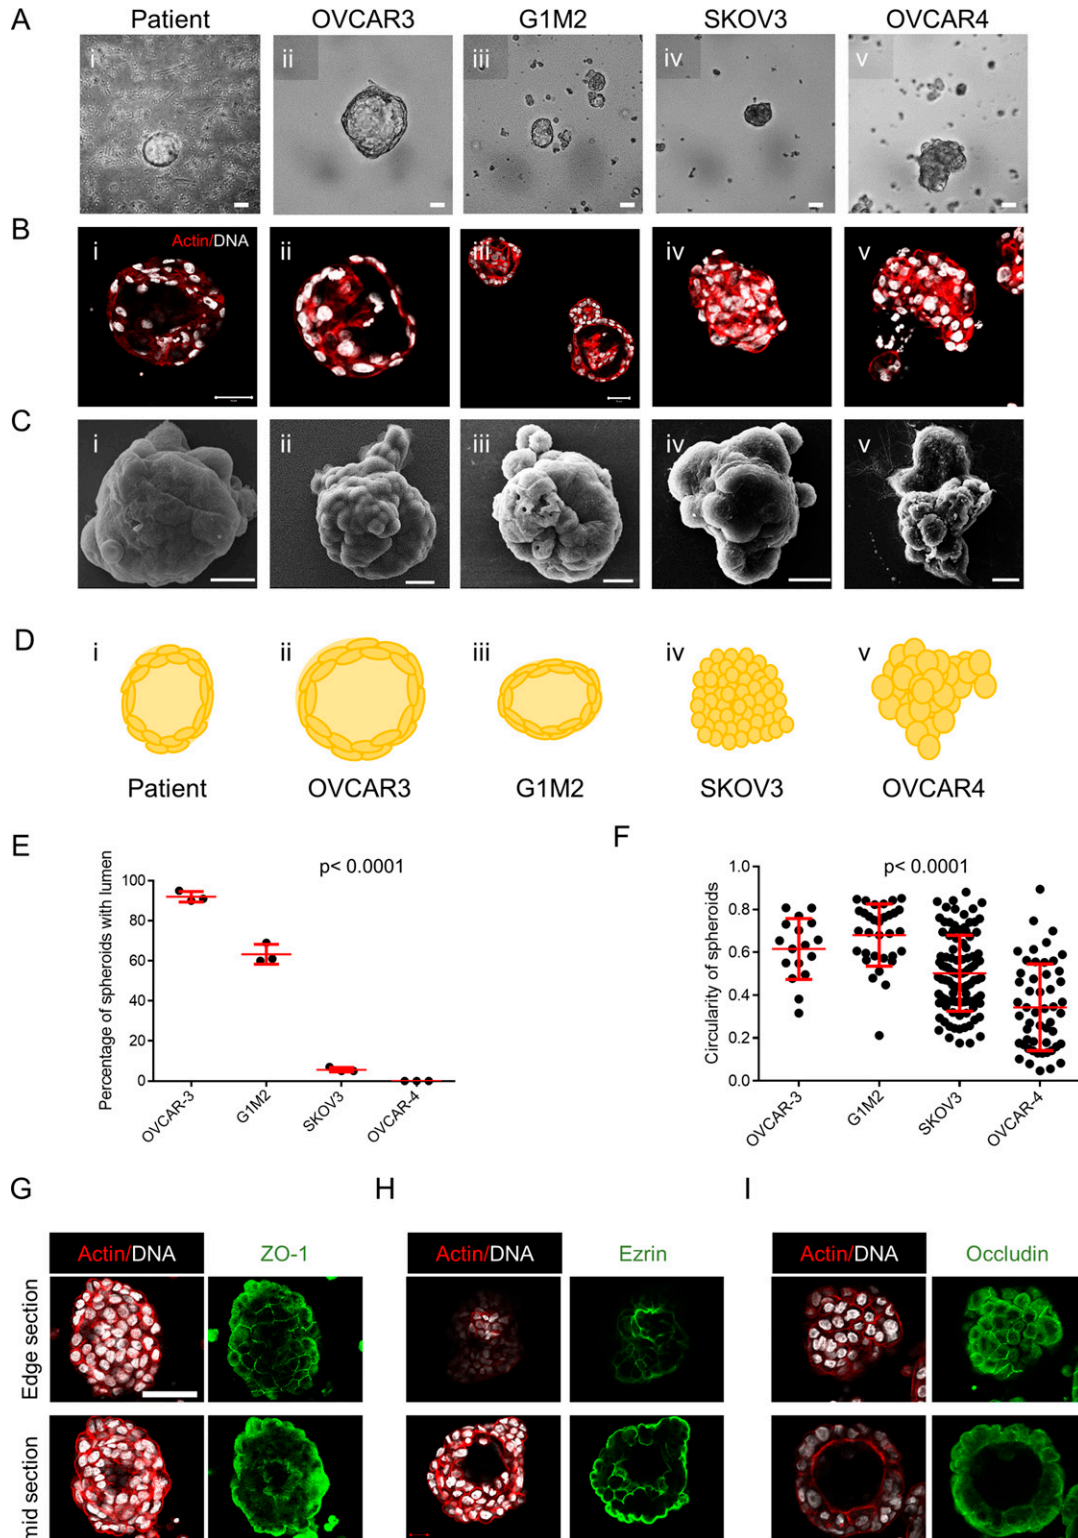 A
Patient OVCAR3 G1M2 SKOV3 OVCAR4
i ii iii iv v
B
Actin/DNA
i ii iii iv v
C
i ii iii iv v
D
i ii iii iv v
Patient OVCAR3 G1M2 SKOV3 OVCAR4
E
p< 0.0001
Percentage of spheroids with lumen
100
80
60
40
20
0
OVCAR-3 G1M2 SKOV3 OVCAR-4
F
p< 0.0001
Circularity of spheroids
1.0
0.8
0.6
0.4
0.2
0.0
OVCAR-3 G1M2 SKOV3 OVCAR-4
G H I
Actin/DNA ZO-1 Actin/DNA Ezrin Actin/DNA Occludin
Edge section
mid section